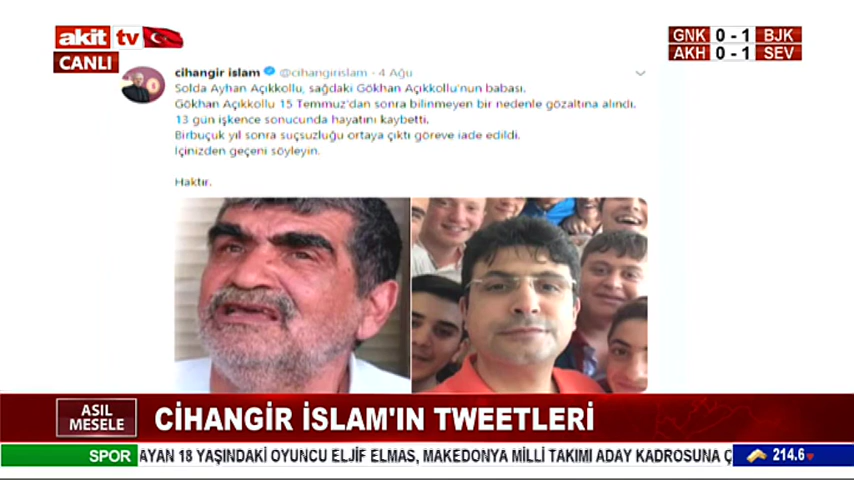 akit tv
CANLI
GNK 0 - 1 BJK
AKH 0 - 1 SEV
cihangir islam @cihangirislam · 4 Ağu
Solda Ayhan Açıkkollu, sağdaki Gökhan Açıkkollu'nun babası.
Gökhan Açıkkollu 15 Temmuz'dan sonra bilinmeyen bir nedenle gözaltına alındı.
13 gün işkence sonucunda hayatını kaybetti.
Birbuçuk yıl sonra suçsuzluğu ortaya çıktı göreve iade edildi.
İçinizden geçeni söyleyin.
Haktır.
ASIL
MESELE
CİHANGİR İSLAM'IN TWEETLERİ
SPOR AYAN 18 YAŞINDAKİ OYUNCU ELJİF ELMAS, MAKEDONYA MİLLİ TAKIMI ADAY KADROSUNA Ç 214.6